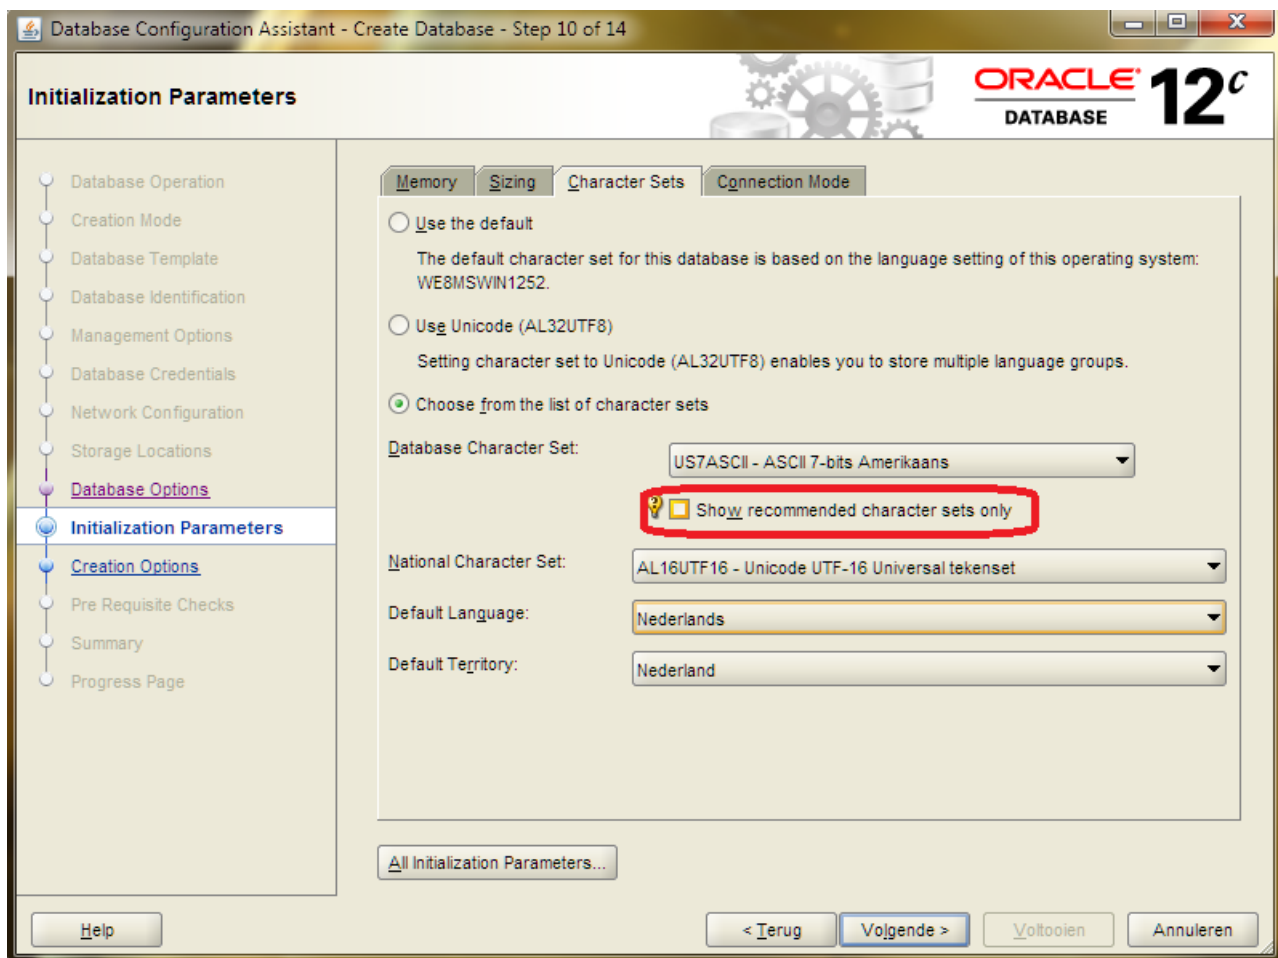 Database Configuration Assistant - Create Database - Step 10 of 14
Initialization Parameters
ORACLE
DATABASE
12c
Database Operation
Creation Mode
Database Template
Database Identification
Management Options
Database Credentials
Network Configuration
Storage Locations
Database Options
Initialization Parameters
Creation Options
Pre Requisite Checks
Summary
Progress Page
Memory
Sizing
Character Sets
Connection Mode
Use the default
The default character set for this database is based on the language setting of this operating system:
WE8MSWIN1252.
Use Unicode (AL32UTF8)
Setting character set to Unicode (AL32UTF8) enables you to store multiple language groups.
Choose from the list of character sets
Database Character Set:
US7ASCII - ASCII 7-bits Amerikaans
Show recommended character sets only
National Character Set:
AL16UTF16 - Unicode UTF-16 Universal tekenset
Default Language:
Nederlands
Default Territory:
Nederland
All Initialization Parameters...
Help
< Terug
Volgende >
Voltooien
Annuleren